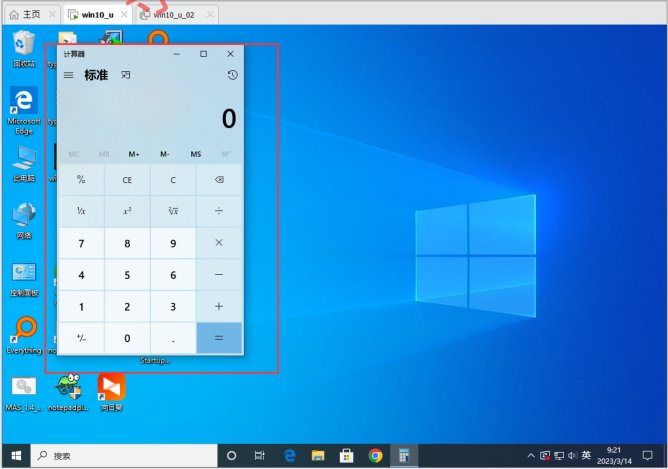 主页
win10_u
win10_u_02
回收站
Microsoft
Edge
此电脑
网络
控制面板
Everything
MAS_1.4_...
notepadpl...
向日葵
Startup...
计算器
标准
0
MC MR M+ M- MS M˅
% CE C
⅟x x² ²√x ÷
7 8 9 ×
4 5 6 −
1 2 3 +
+/− 0 . =
搜索
英
9:21
2023/3/14